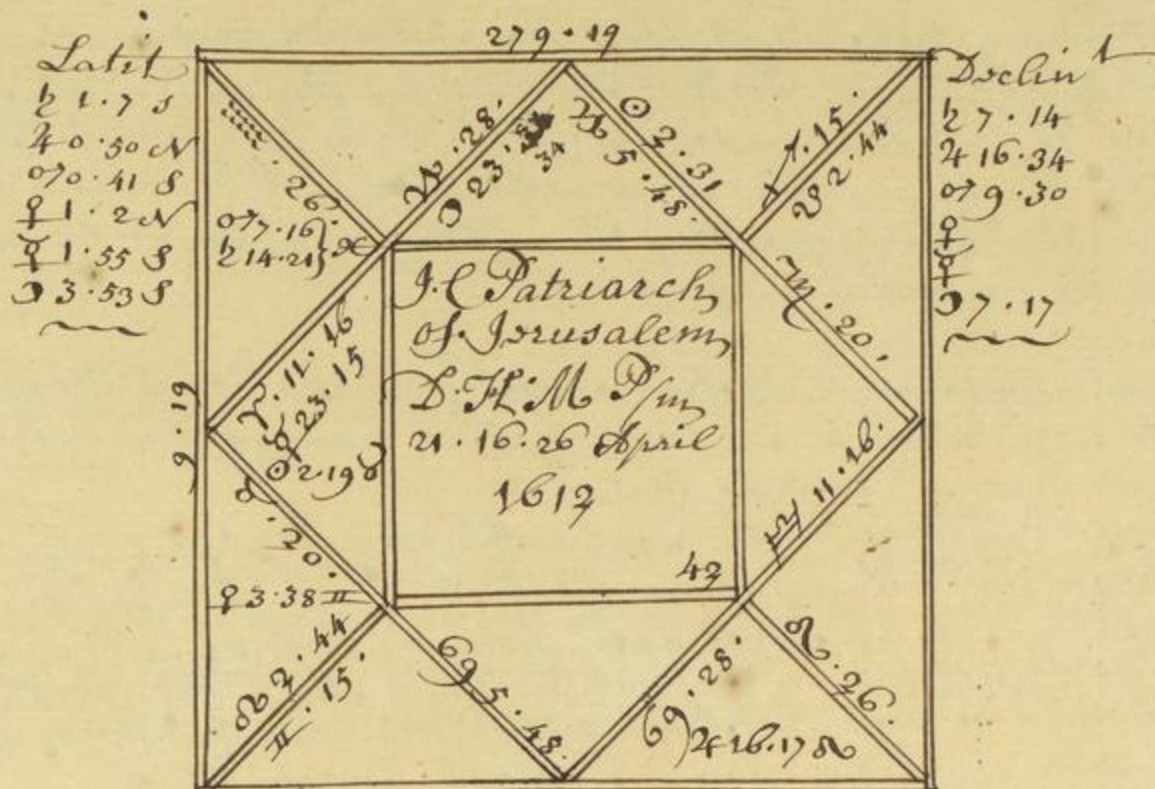 279.19
Latit
♄ 1.7 S
♃ 0.50 N
♂ 0.41 S
♀ 1.2 N
☿ 1.55 S
☽ 3.53 S
Declin^t
♄ 7.14
♃ 16.34
♂ 9.30
♀
☿
☽ 7.17
♒.26.
♑.28.
☽ 23.
34
♑ 5.48.
⊕ 2.31
♐.15.
☋ 2.44
♏.20.
♂ 7.16 } ♓
♄ 14.21 }
♈.11.16
☿ 23.15
☉ 2.19 ♉
9.19
♉.20.
♀ 3.38 ♊
☊ 2.44
♊.15.
♋ 5.48.
♋.28.
♃ 16.17 ♌
♌.26.
♎ 11.16.
J.C Patriarch
of Jerusalem
D. H. M P/m
21.16.26 April
1612
42